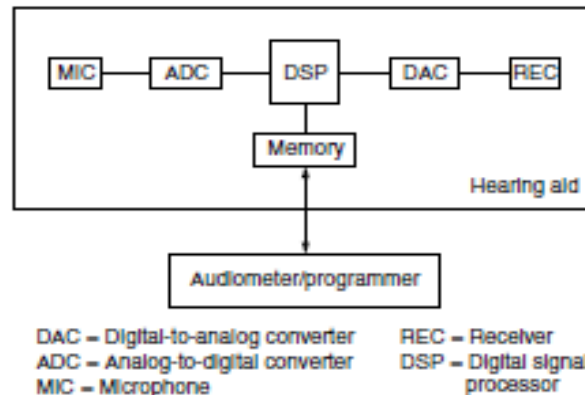 MIC ADC DSP DAC REC
Memory
Hearing aid
Audiometer/programmer
DAC = Digital-to-analog converter
ADC = Analog-to-digital converter
MIC = Microphone
REC = Receiver
DSP = Digital signal
processor